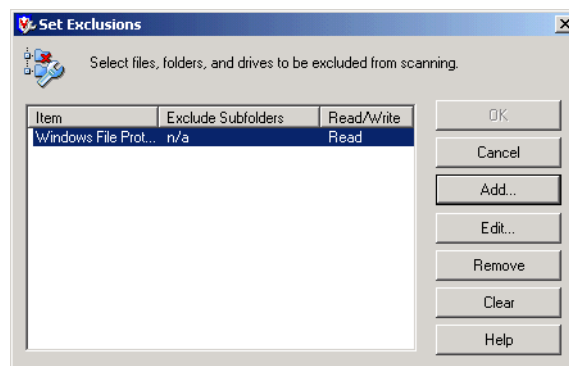 Set Exclusions
Select files, folders, and drives to be excluded from scanning.
Item Exclude Subfolders Read/Write
Windows File Prot... n/a Read
OK
Cancel
Add...
Edit...
Remove
Clear
Help